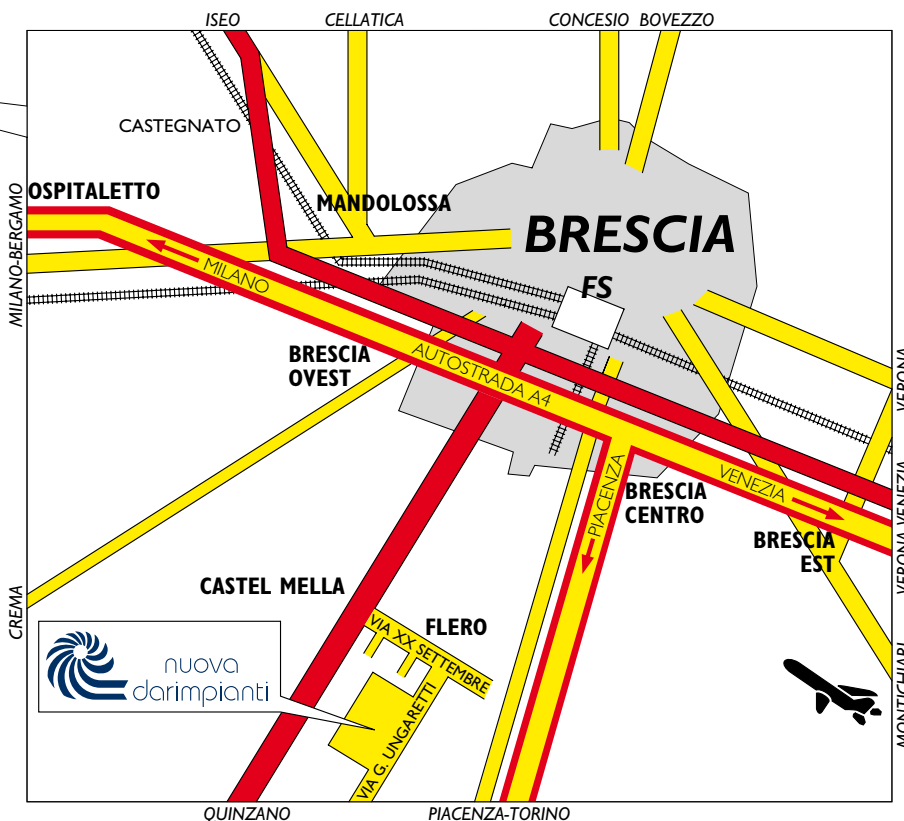 ISEO
CELLATICA
CONCESIO
BOVEZZO
CASTEGNATO
OSPITALETTO
MANDOLOSSA
BRESCIA
FS
MILANO-BERGAMO
MILANO
BRESCIA
OVEST
AUTOSTRADA A4
VERONA
PIACENZA
VENEZIA
BRESCIA
CENTRO
BRESCIA
EST
VERONA VENEZIA
CASTEL MELLA
CREMA
FLERO
VIA XX SETTEMBRE
nuova
darimpianti
VIA G. UNGARETTI
MONTICHIARI
QUINZANO
PIACENZA-TORINO